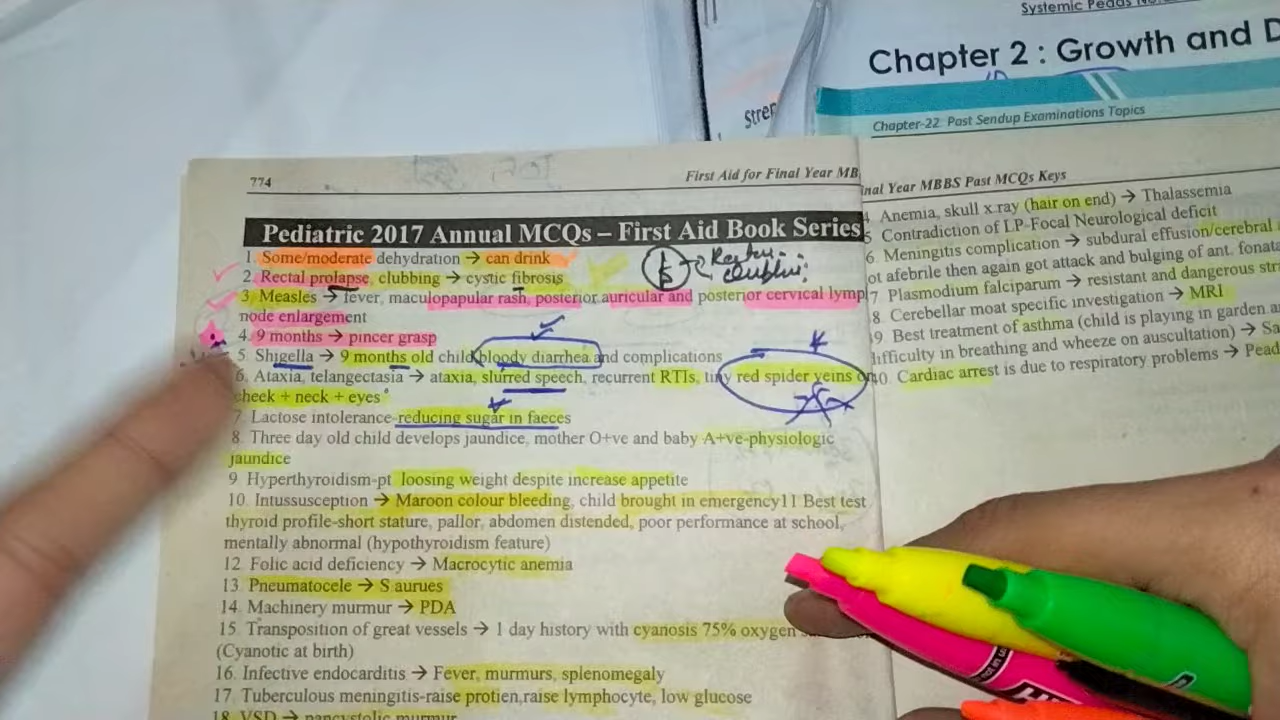 Systemic Peads
Chapter 2 : Growth and D
Chapter-22 Past Sendup Examinations Topics
774
First Aid for Final Year MB
Pediatric 2017 Annual MCQs – First Aid Book Series
1. Some/moderate dehydration → can drink
2. Rectal prolapse, clubbing → cystic fibrosis
3 Measles → fever, maculopapular rash, posterior auricular and posterior cervical lymp
node enlargement
4. 9 months → pincer grasp
5. Shigella → 9 months old child bloody diarrhea and complications
6. Ataxia, telangectasia → ataxia, slurred speech, recurrent RTIs, tiny red spider veins
cheek + neck + eyes
7. Lactose intolerance-reducing sugar in faeces
8. Three day old child develops jaundice, mother O+ve and baby A+ve-physiologic
jaundice
9 Hyperthyroidism-pt loosing weight despite increase appetite
10. Intussusception → Maroon colour bleeding, child brought in emergency11 Best test
thyroid profile-short stature, pallor, abdomen distended, poor performance at school,
mentally abnormal (hypothyroidism feature)
12 Folic acid deficiency → Macrocytic anemia
13. Pneumatocele → S aurues
14. Machinery murmur → PDA
15. Transposition of great vessels → 1 day history with cyanosis 75% oxygen
(Cyanotic at birth)
16. Infective endocarditis → Fever, murmurs, splenomegaly
17. Tuberculous meningitis-raise protien,raise lymphocyte, low glucose
18. VSD → pancystolic murmur
nal Year MBBS Past MCQs Keys
4 Anemia, skull x.ray (hair on end) → Thalassemia
5 Contradiction of LP-Focal Neurological deficit
6. Meningitis complication → subdural effusion/cerebral
ot afebrile then again got attack and bulging of ant. fonata
7 Plasmodium falciparum → resistant and dangerous str
8. Cerebellar moat specific investigation → MRI
9 Best treatment of asthma (child is playing in garden a
difficulty in breathing and wheeze on auscultation) → Sa
0. Cardiac arrest is due to respiratory problems → Pead